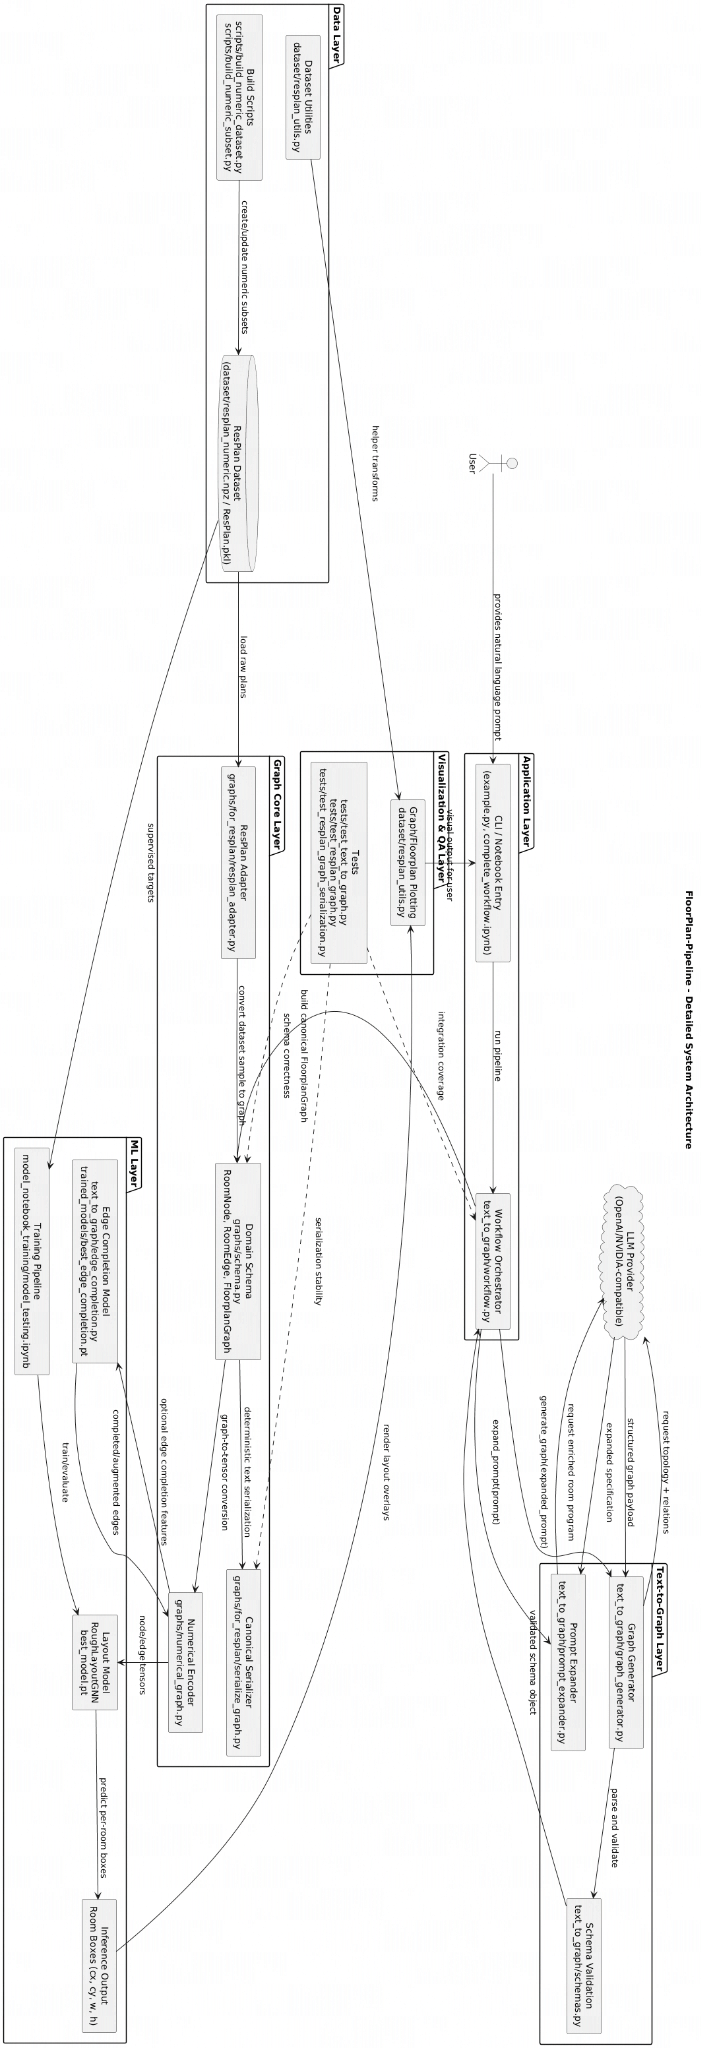 FloorPlan-Pipeline - Detailed System Architecture
Data Layer
Dataset Utilities
dataset/resplan_utils.py
Build Scripts
scripts/build_numeric_dataset.py
scripts/build_numeric_subset.py
create/update numeric subsets
ResPlan Dataset
(dataset/resplan_numeric.npz / ResPlan.pkl)
helper transforms
User
provides natural language prompt
load raw plans
supervised targets
Application Layer
CLI / Notebook Entry
(example.py, complete_workflow.ipynb)
run pipeline
Workflow Orchestrator
text_to_graph/workflow.py
Visualization & QA Layer
visual output for user
Graph/Floorplan Plotting
dataset/resplan_utils.py
Tests
tests/test_text_to_graph.py
tests/test_resplan_graph.py
tests/test_resplan_graph_serialization.py
integration coverage
build canonical FloorplanGraph
schema correctness
serialization stability
Graph Core Layer
ResPlan Adapter
graphs/for_resplan/resplan_adapter.py
convert dataset sample to graph
Domain Schema
graphs/schema.py
RoomNode, RoomEdge, FloorplanGraph
deterministic text serialization
graph-to-tensor conversion
Canonical Serializer
graphs/for_resplan/serialize_graph.py
Numerical Encoder
graphs/numerical_graph.py
optional edge completion features
completed/augmented edges
node/edge tensors
render layout overlays
ML Layer
Edge Completion Model
text_to_graph/edge_completion.py
trained_models/best_edge_completion.pt
Training Pipeline
model_notebook_training/model_testing.ipynb
train/evaluate
Layout Model
RoughLayoutGNN
best_model.pt
predict per-room boxes
Inference Output
Room Boxes (cx, cy, w, h)
LLM Provider
(OpenAI/NVIDIA-compatible)
request topology + relations
structured graph payload
expanded specification
request enriched room program
generate_graph(expanded_prompt)
expand_prompt(prompt)
Text-to-Graph Layer
Graph Generator
text_to_graph/graph_generator.py
Prompt Expander
text_to_graph/prompt_expander.py
validated schema object
parse and validate
Schema Validation
text_to_graph/schemas.py